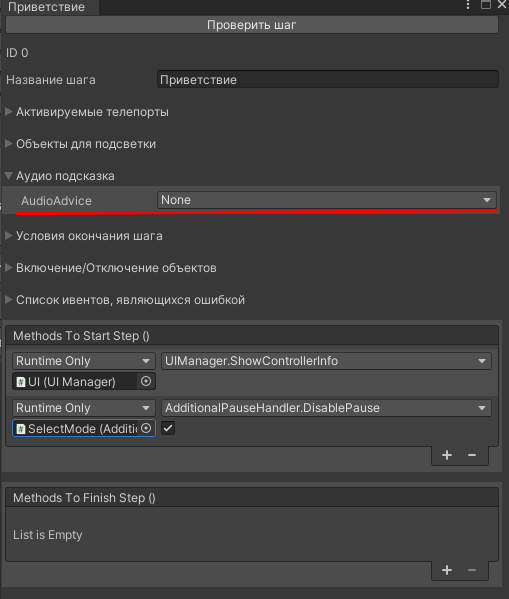 Приветствие
Проверить шаг
ID 0
Название шага Приветствие
Активируемые телепорты
Объекты для подсветки
Аудио подсказка
AudioAdvice None
Условия окончания шага
Включение/Отключение объектов
Список ивентов, являющихся ошибкой
Methods To Start Step ()
Runtime Only UIManager.ShowControllerInfo
UI (UI Manager)
Runtime Only AdditionalPauseHandler.DisablePause
SelectMode (Additi
Methods To Finish Step ()
List is Empty